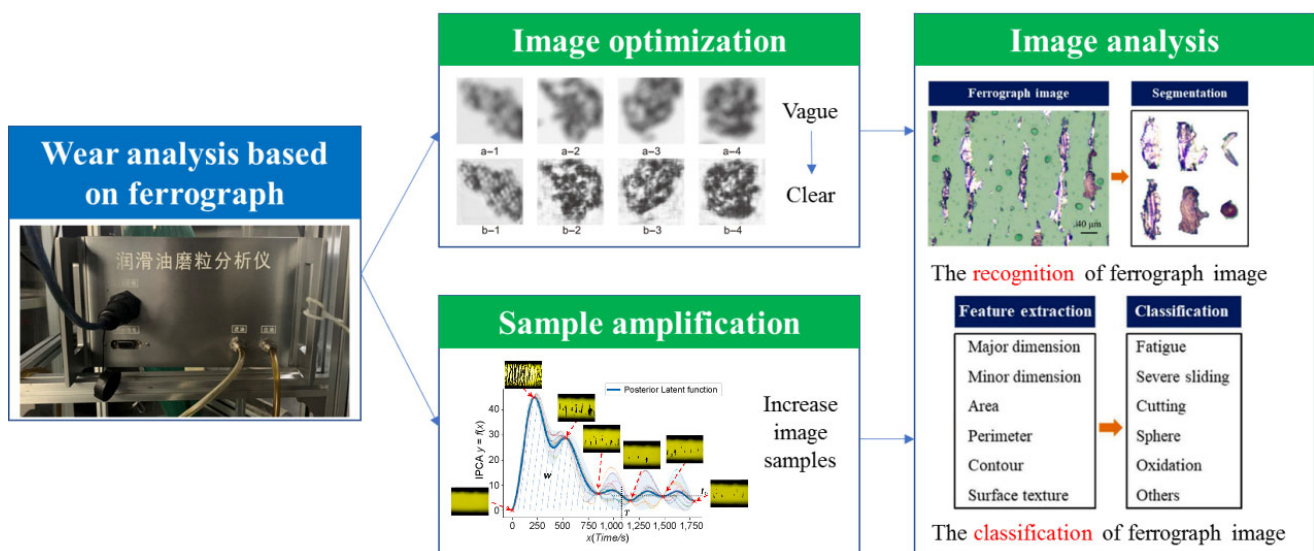 Wear analysis based
on ferrograph
润滑油磨粒分析仪
Image optimization
a–1
a–2
a–3
a–4
Vague
Clear
b–1
b–2
b–3
b–4
Sample amplification
Posterior Latent function
IPCA y = f(x)
40
30
20
10
0
w
T
0
250
500
750
1,000
1,250
1,500
1,750
x(Time/s)
Increase
image
samples
Image analysis
Ferrograph image
Segmentation
40 μm
The recognition of ferrograph image
Feature extraction
Major dimension
Minor dimension
Area
Perimeter
Contour
Surface texture
Classification
Fatigue
Severe sliding
Cutting
Sphere
Oxidation
Others
The classification of ferrograph image